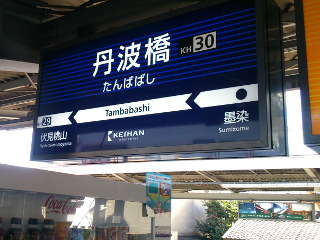 丹波橋 KH 30
たんばばし
Tambabashi
29
伏見桃山
墨染
Sumizome
KEIHAN
Coca-Cola